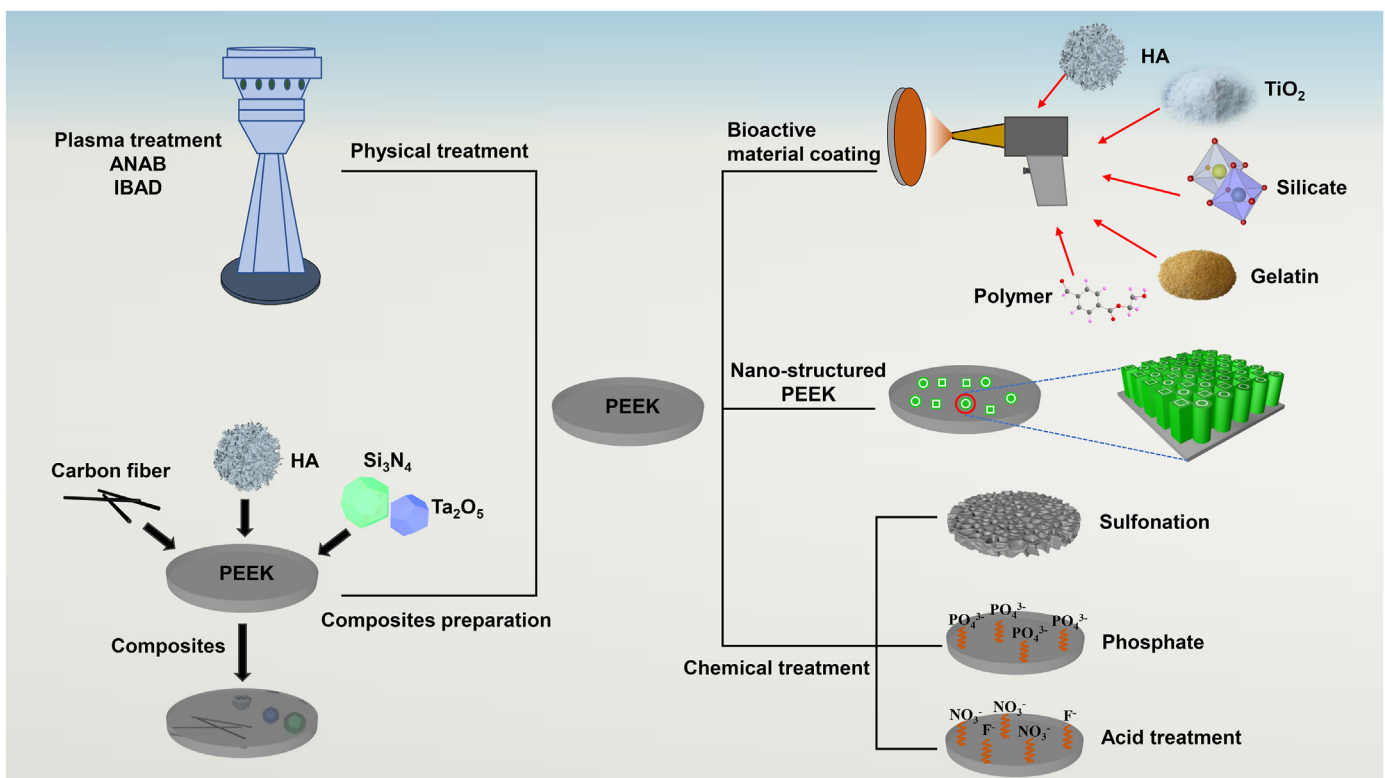 Plasma treatment
ANAB
IBAD
Physical treatment
Carbon fiber
HA
Si₃N₄
Ta₂O₅
PEEK
Composites preparation
Composites
PEEK
Bioactive
material coating
HA
TiO₂
Silicate
Gelatin
Polymer
Nano-structured
PEEK
Chemical treatment
Sulfonation
PO₄³⁻
PO₄³⁻
PO₄³⁻
PO₄³⁻
Phosphate
NO₃⁻
NO₃⁻
F⁻
F⁻
NO₃⁻
Acid treatment